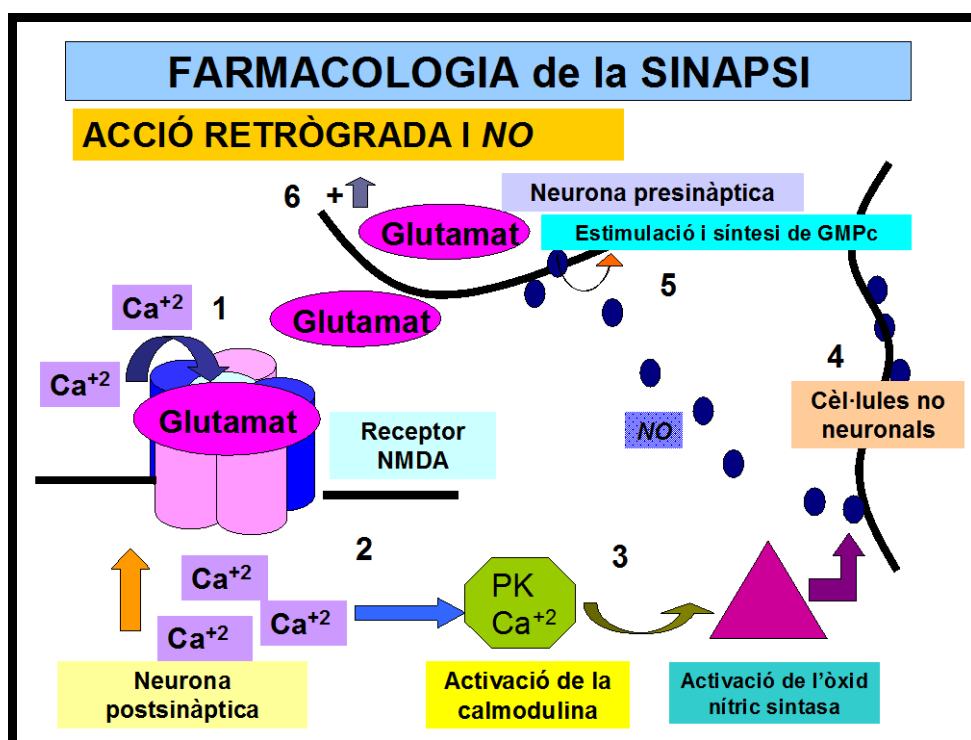 FARMACOLOGIA de la SINAPSI
ACCIÓ RETRÒGRADA I NO
6 +
Neurona presinàptica
Glutamat
Estimulació i síntesi de GMPc
Ca+2
1
5
Glutamat
Ca+2
4
Glutamat
Cèl·lules no
neuronals
Receptor
NMDA
NO
2
3
Ca+2
Ca+2
Ca+2
PK
Ca+2
Neurona
postsinàptica
Activació de la
calmodulina
Activació de l'òxid
nítric sintasa